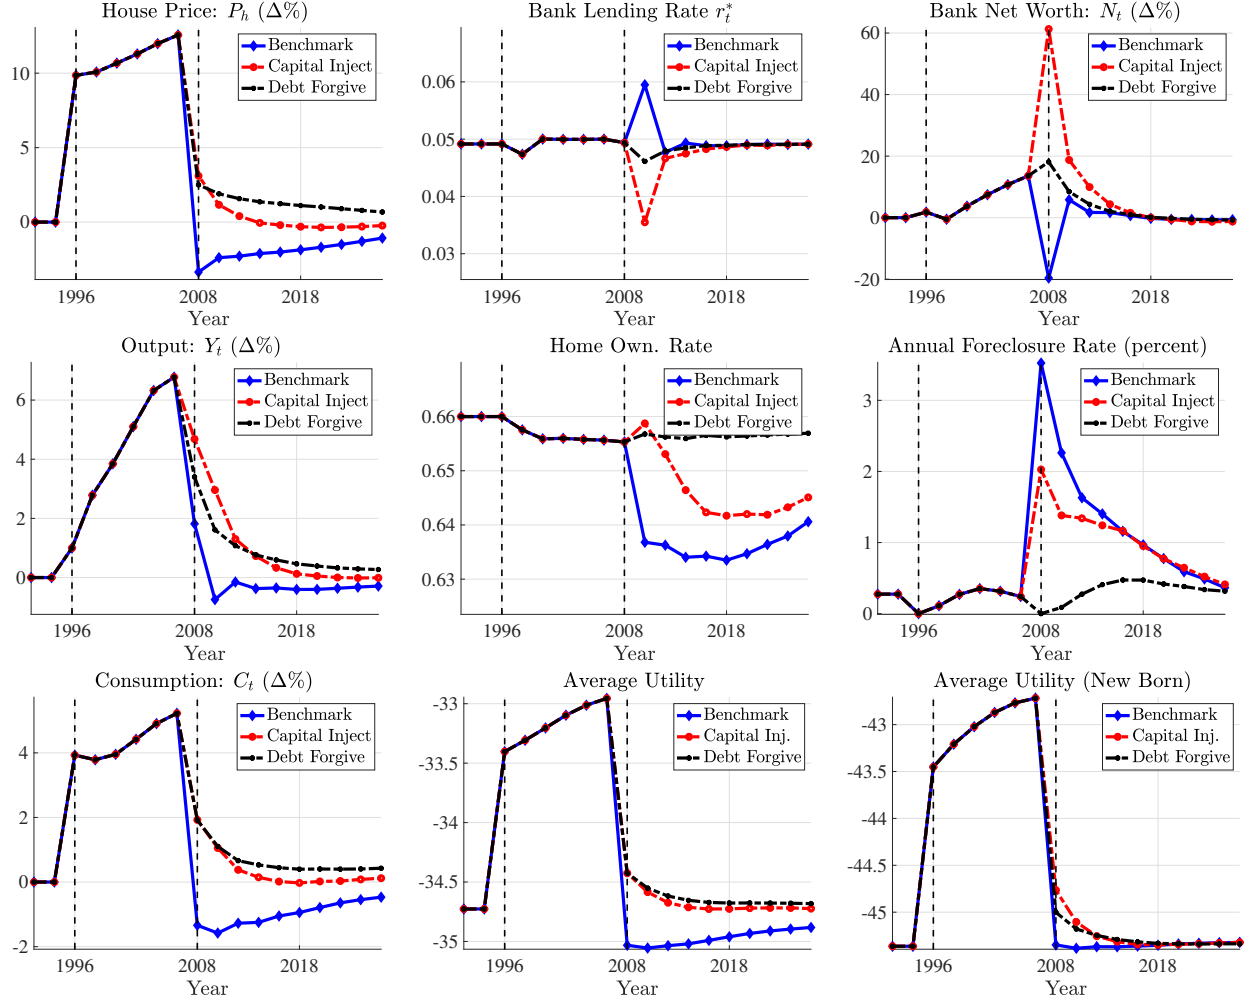 House Price: P_h (Δ%)
10
5
0
1996
2008
2018
Year
Benchmark
Capital Inject
Debt Forgive
Bank Lending Rate r_t^*
0.06
0.05
0.04
0.03
1996
2008
2018
Year
Benchmark
Capital Inject
Debt Forgive
Bank Net Worth: N_t (Δ%)
60
40
20
0
-20
1996
2008
2018
Year
Benchmark
Capital Inject
Debt Forgive
Output: Y_t (Δ%)
6
4
2
0
1996
2008
2018
Year
Benchmark
Capital Inject
Debt Forgive
Home Own. Rate
0.66
0.65
0.64
0.63
1996
2008
2018
Year
Benchmark
Capital Inject
Debt Forgive
Annual Foreclosure Rate (percent)
3
2
1
0
1996
2008
2018
Year
Benchmark
Capital Inject
Debt Forgive
Consumption: C_t (Δ%)
4
2
0
-2
1996
2008
2018
Year
Benchmark
Capital Inject
Debt Forgive
Average Utility
-33
-33.5
-34
-34.5
-35
1996
2008
2018
Year
Benchmark
Capital Inj.
Debt Forgive
Average Utility (New Born)
-43
-43.5
-44
-44.5
-45
1996
2008
2018
Year
Benchmark
Capital Inj.
Debt Forgive